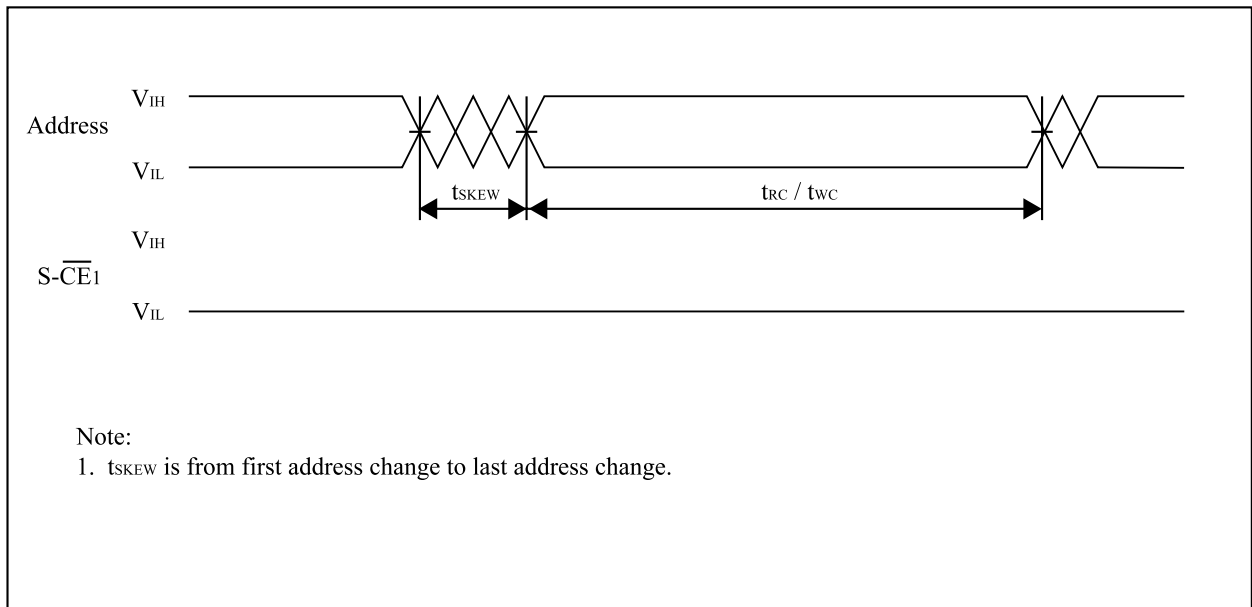 VIH
Address
VIL
tSKEW
tRC / tWC
VIH
S-C̅E̅1
VIL
Note:
1. tSKEW is from first address change to last address change.